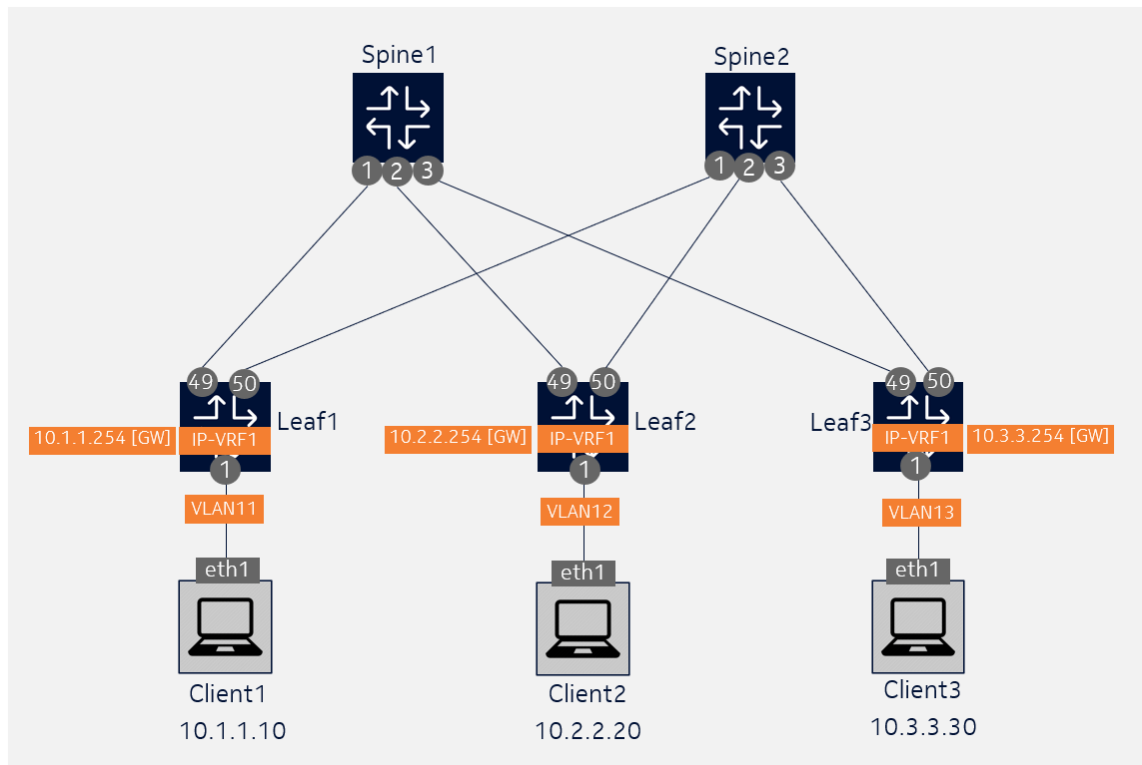 Spine1
Spine2
1 2 3
1 2 3
49 50
49 50
49 50
10.1.1.254 [GW]
IP-VRF1
Leaf1
10.2.2.254 [GW]
IP-VRF1
Leaf2
Leaf3
IP-VRF1
10.3.3.254 [GW]
1
1
1
VLAN11
VLAN12
VLAN13
eth1
eth1
eth1
Client1
Client2
Client3
10.1.1.10
10.2.2.20
10.3.3.30